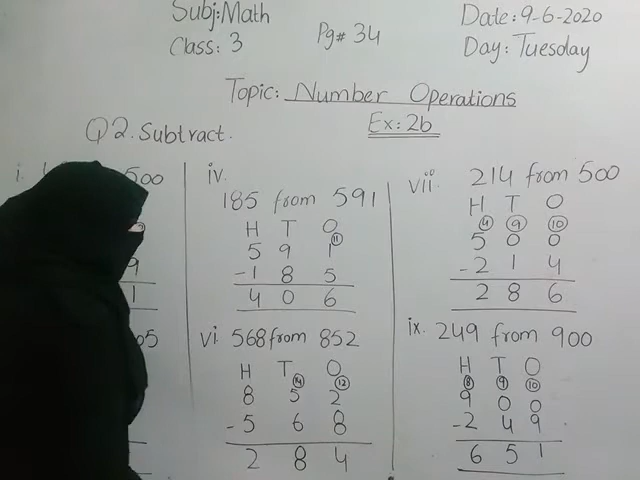 Subj: Math
Class: 3
Pg# 34
Date: 9-6-2020
Day: Tuesday
Topic: Number Operations
Ex: 2b
Q2. Subtract.
i.
500
9
1
05
iv.
185 from 591
H T O
11
5 9 1
-1 8 5
4 0 6
vi 568 from 852
H T O
14 12
8 5 2
- 5 6 8
2 8 4
vii. 214 from 500
H T O
4 9 10
5 0 0
- 2 1 4
2 8 6
ix. 249 from 900
H T O
8 9 10
9 0 0
- 2 4 9
6 5 1